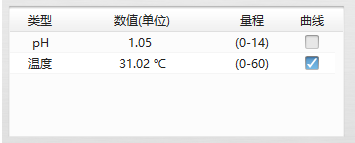 类型 数值(单位) 量程 曲线
pH 1.05 (0-14)
温度 31.02 ℃ (0-60)